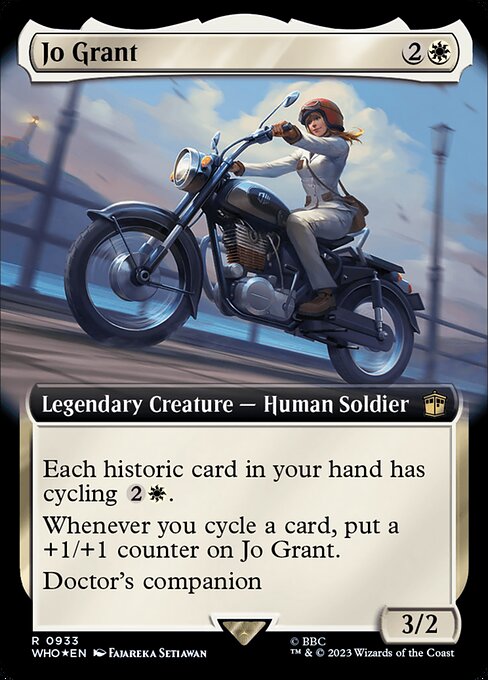 Jo Grant 2
Legendary Creature — Human Soldier
Each historic card in your hand has
cycling 2.
Whenever you cycle a card, put a
+1/+1 counter on Jo Grant.
Doctor's companion
3/2
R 0933
WHO★EN Fajareka Setiawan
© BBC
™ & © 2023 Wizards of the Coast